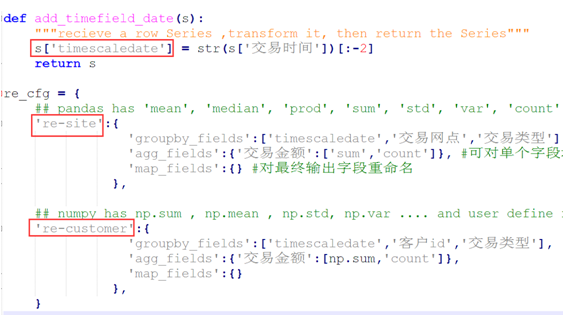 def add_timefield_date(s):
    """recieve a row Series ,transform it, then return the Series"""
    s['timescaledate'] = str(s['交易时间'])[:-2]
    return s
re_cfg = {
    ## pandas has 'mean', 'median', 'prod', 'sum', 'std', 'var', 'count'
    're-site':{
                'groupby_fields':['timescaledate','交易网点','交易类型']
                'agg_fields':{'交易金额':['sum','count']}, #可对单个字段
                'map_fields':{} #对最终输出字段重命名
              },
    ## numpy has np.sum , np.mean , np.std, np.var .... and user define
    're-customer':{
                'groupby_fields':['timescaledate','客户id','交易类型'],
                'agg_fields':{'交易金额':[np.sum,'count']},
                'map_fields':{}
              },
    }